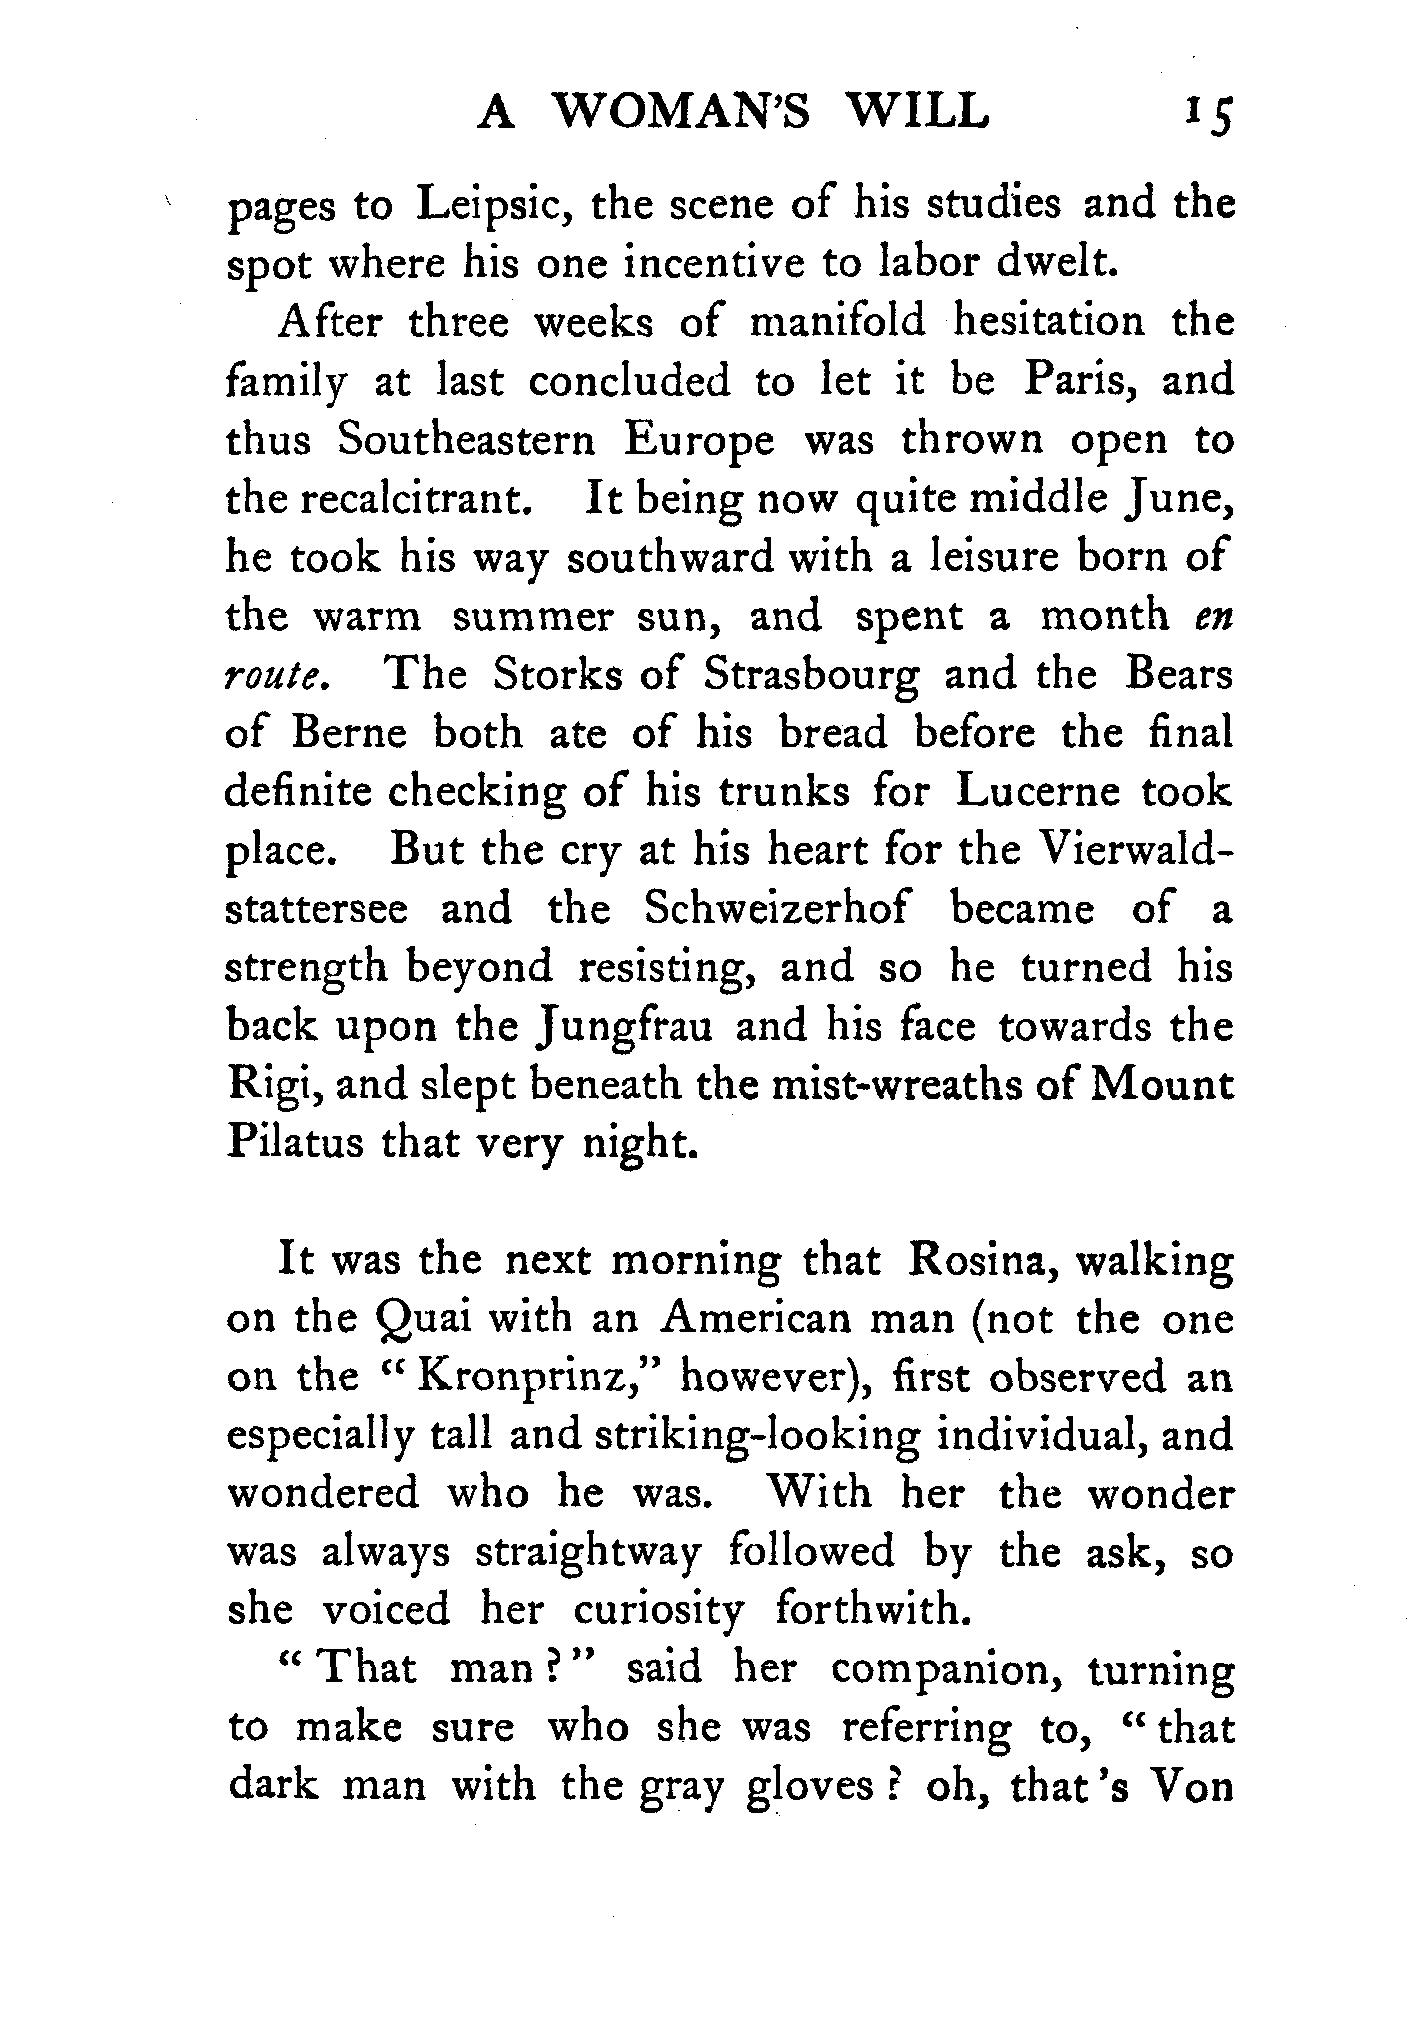 A WOMAN'S WILL 15
pages to Leipsic, the scene of his studies and the
spot where his one incentive to labor dwelt.
After three weeks of manifold hesitation the
family at last concluded to let it be Paris, and
thus Southeastern Europe was thrown open to
the recalcitrant. It being now quite middle June,
he took his way southward with a leisure born of
the warm summer sun, and spent a month en
route. The Storks of Strasbourg and the Bears
of Berne both ate of his bread before the final
definite checking of his trunks for Lucerne took
place. But the cry at his heart for the Vierwald-
stattersee and the Schweizerhof became of a
strength beyond resisting, and so he turned his
back upon the Jungfrau and his face towards the
Rigi, and slept beneath the mist-wreaths of Mount
Pilatus that very night.
It was the next morning that Rosina, walking
on the Quai with an American man (not the one
on the “Kronprinz,” however), first observed an
especially tall and striking-looking individual, and
wondered who he was. With her the wonder
was always straightway followed by the ask, so
she voiced her curiosity forthwith.
“That man?” said her companion, turning
to make sure who she was referring to, “that
dark man with the gray gloves? oh, that's Von